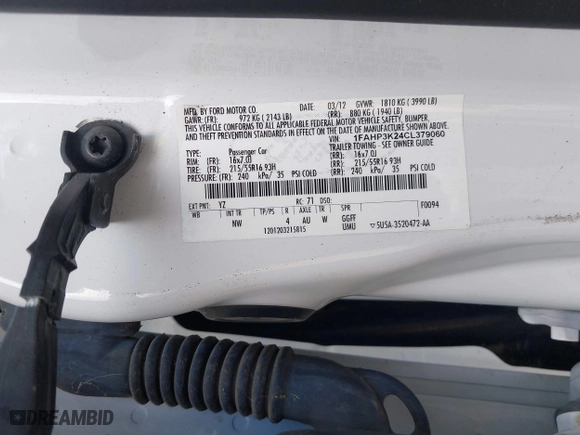 MFD. BY FORD MOTOR CO.
DATE: 03/12 GVWR: 1810 KG ( 3990 LB)
GAWR: (FR): 972 KG ( 2143 LB) (RR): 880 KG ( 1940 LB)
THIS VEHICLE CONFORMS TO ALL APPLICABLE FEDERAL MOTOR VEHICLE SAFETY, BUMPER,
AND THEFT PREVENTION STANDARDS IN EFFECT ON THE DATE OF MANUFACTURE SHOWN ABOVE.
VIN: 1FAHP3K24CL379060
TYPE: Passenger Car TRAILER TOWING - SEE OWNER GUIDE
RIM: (FR): 16x7.0J (RR): 16x7.0J
TIRE: (FR): 215/55R16 93H (RR): 215/55R16 93H
PRESSURE: (FR): 240 kPa/ 35 PSI COLD (RR): 240 kPa/ 35 PSI COLD
EXT PNT: YZ RC: 71 DSO: F0094
WB INT TR TP/PS R AXLE TR SPR
NW 4 AU W GGFF
1201203215815 UMU 5U5A-3520472-AA
DREAMBID